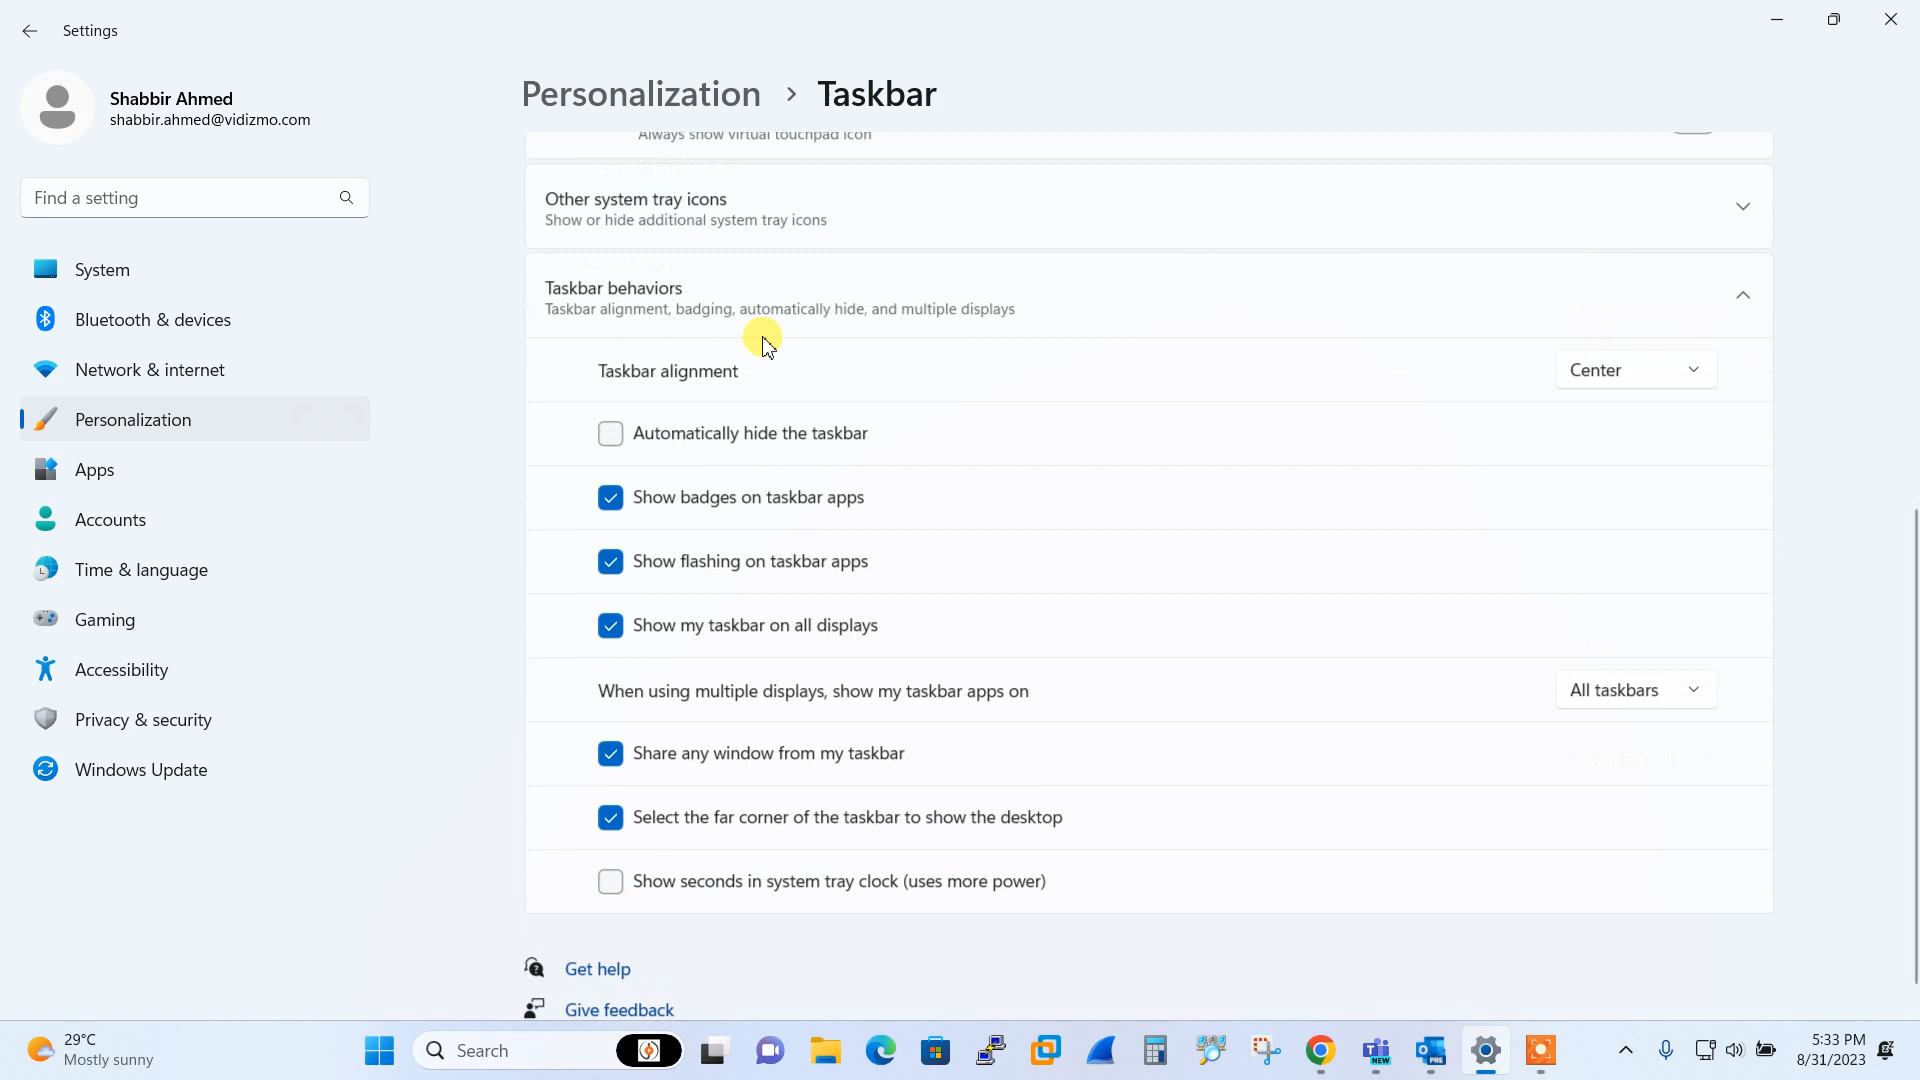 Settings
Shabbir Ahmed
shabbir.ahmed@vidizmo.com
Find a setting
System
Bluetooth & devices
Network & internet
Personalization
Apps
Accounts
Time & language
Gaming
Accessibility
Privacy & security
Windows Update
Personalization > Taskbar
Always show virtual touchpad icon
Other system tray icons
Show or hide additional system tray icons
Taskbar behaviors
Taskbar alignment, badging, automatically hide, and multiple displays
Taskbar alignment Center
Automatically hide the taskbar
Show badges on taskbar apps
Show flashing on taskbar apps
Show my taskbar on all displays
When using multiple displays, show my taskbar apps on All taskbars
Share any window from my taskbar
Select the far corner of the taskbar to show the desktop
Show seconds in system tray clock (uses more power)
Get help
Give feedback
29°C
Mostly sunny
Search
NEW
PRE
5:33 PM
8/31/2023